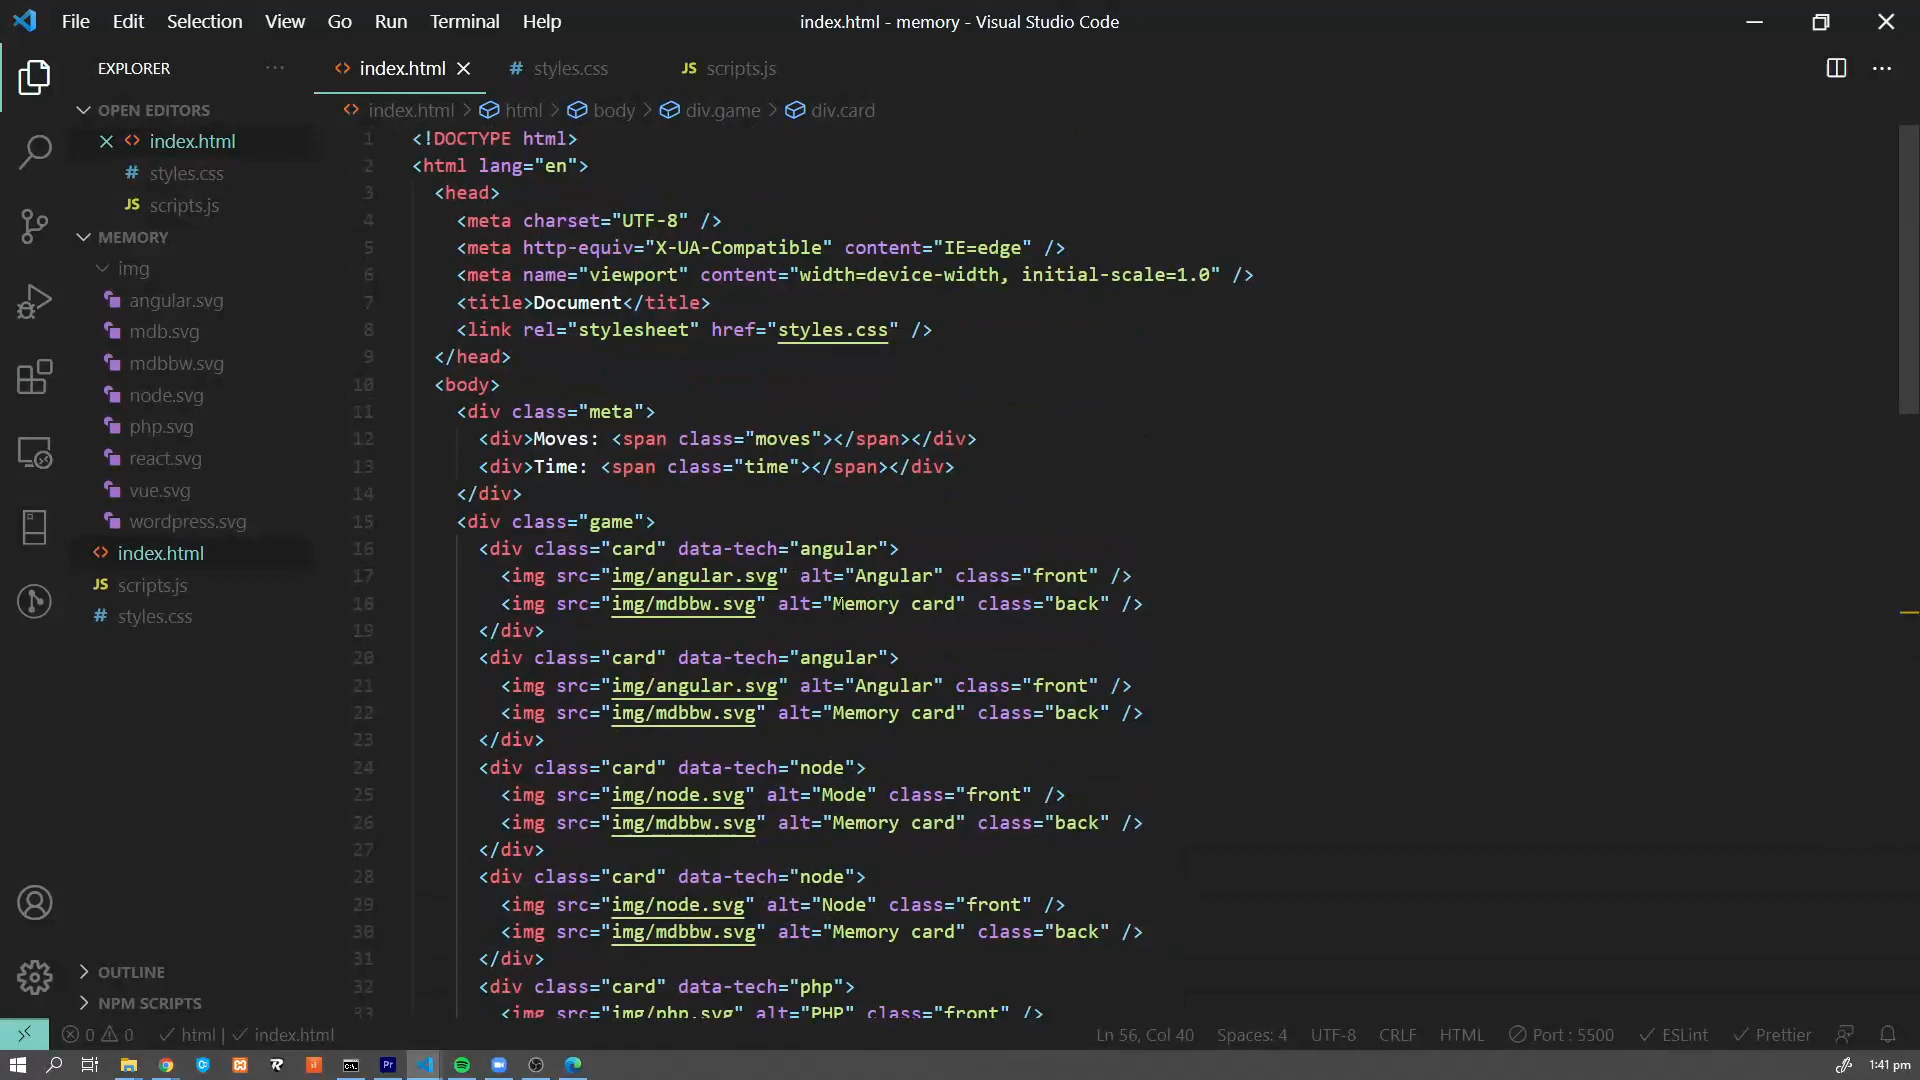 File Edit Selection View Go Run Terminal Help index.html - memory - Visual Studio Code
EXPLORER
OPEN EDITORS
index.html
styles.css
scripts.js
MEMORY
img
angular.svg
mdb.svg
mdbbw.svg
node.svg
php.svg
react.svg
vue.svg
wordpress.svg
index.html
scripts.js
styles.css
OUTLINE
NPM SCRIPTS
index.html styles.css scripts.js
index.html > html > body > div.game > div.card
1 <!DOCTYPE html>
2 <html lang="en">
3 <head>
4 <meta charset="UTF-8" />
5 <meta http-equiv="X-UA-Compatible" content="IE=edge" />
6 <meta name="viewport" content="width=device-width, initial-scale=1.0" />
7 <title>Document</title>
8 <link rel="stylesheet" href="styles.css" />
9 </head>
10 <body>
11 <div class="meta">
12 <div>Moves: <span class="moves"></span></div>
13 <div>Time: <span class="time"></span></div>
14 </div>
15 <div class="game">
16 <div class="card" data-tech="angular">
17 <img src="img/angular.svg" alt="Angular" class="front" />
18 <img src="img/mdbbw.svg" alt="Memory card" class="back" />
19 </div>
20 <div class="card" data-tech="angular">
21 <img src="img/angular.svg" alt="Angular" class="front" />
22 <img src="img/mdbbw.svg" alt="Memory card" class="back" />
23 </div>
24 <div class="card" data-tech="node">
25 <img src="img/node.svg" alt="Mode" class="front" />
26 <img src="img/mdbbw.svg" alt="Memory card" class="back" />
27 </div>
28 <div class="card" data-tech="node">
29 <img src="img/node.svg" alt="Node" class="front" />
30 <img src="img/mdbbw.svg" alt="Memory card" class="back" />
31 </div>
32 <div class="card" data-tech="php">
33 <img src="img/php.svg" alt="PHP" class="front" />
0 0 html | index.html Ln 56, Col 40 Spaces: 4 UTF-8 CRLF HTML Port : 5500 ESLint Prettier
1:41 pm